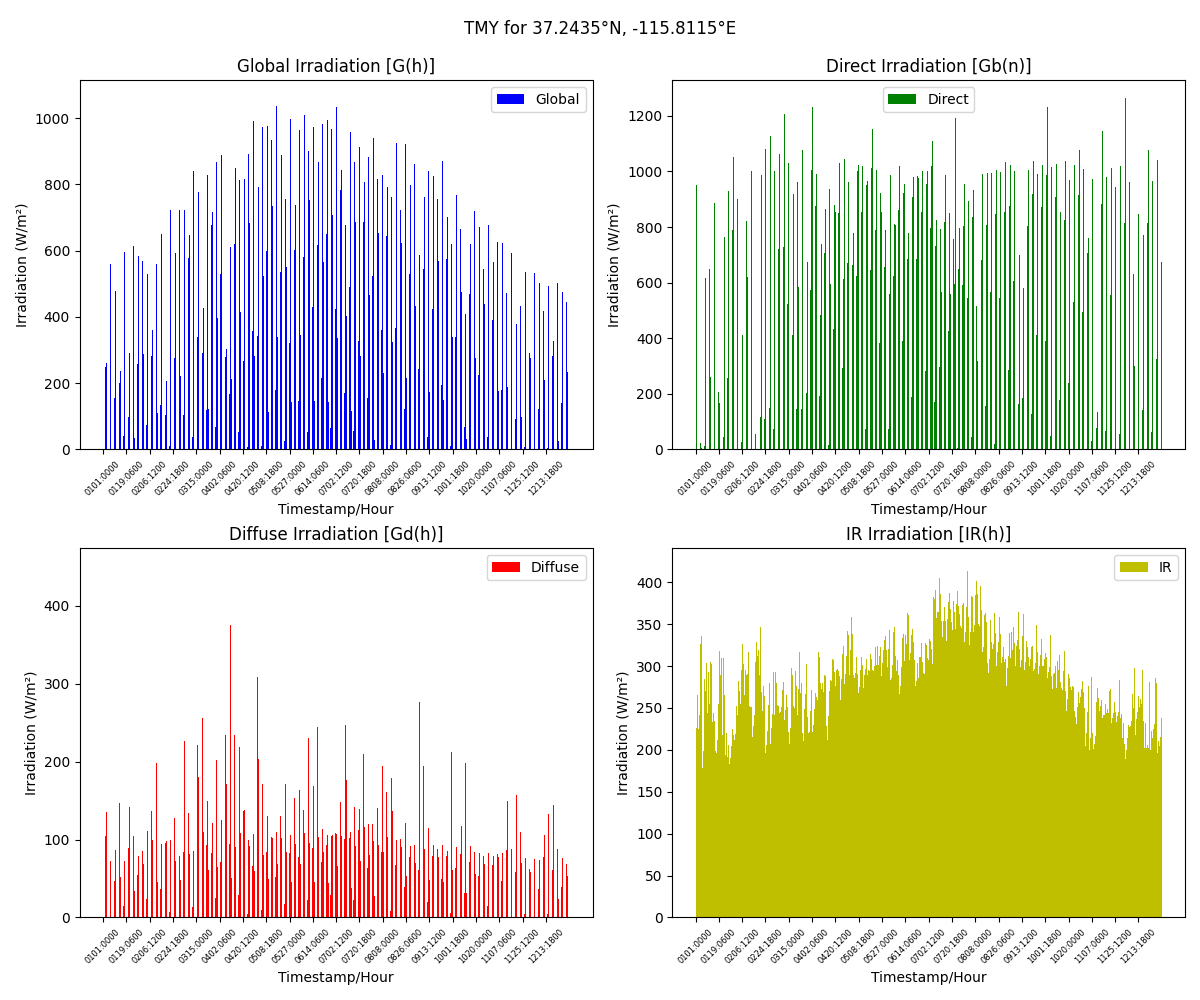 TMY for 37.2435°N, -115.8115°E
Global Irradiation [G(h)]
Irradiation (W/m²)
1000
800
600
400
200
0
Global
0101:0000 0119:0600 0206:1200 0224:1800 0315:0000 0402:0600 0420:1200 0508:1800 0527:0000 0614:0600 0702:1200 0720:1800 0808:0000 0826:0600 0913:1200 1001:1800 1020:0000 1107:0600 1125:1200 1213:1800
Timestamp/Hour
Direct Irradiation [Gb(n)]
Irradiation (W/m²)
1200
1000
800
600
400
200
0
Direct
0101:0000 0119:0600 0206:1200 0224:1800 0315:0000 0402:0600 0420:1200 0508:1800 0527:0000 0614:0600 0702:1200 0720:1800 0808:0000 0826:0600 0913:1200 1001:1800 1020:0000 1107:0600 1125:1200 1213:1800
Timestamp/Hour
Diffuse Irradiation [Gd(h)]
Irradiation (W/m²)
400
300
200
100
0
Diffuse
0101:0000 0119:0600 0206:1200 0224:1800 0315:0000 0402:0600 0420:1200 0508:1800 0527:0000 0614:0600 0702:1200 0720:1800 0808:0000 0826:0600 0913:1200 1001:1800 1020:0000 1107:0600 1125:1200 1213:1800
Timestamp/Hour
IR Irradiation [IR(h)]
Irradiation (W/m²)
400
350
300
250
200
150
100
50
0
IR
0101:0000 0119:0600 0206:1200 0224:1800 0315:0000 0402:0600 0420:1200 0508:1800 0527:0000 0614:0600 0702:1200 0720:1800 0808:0000 0826:0600 0913:1200 1001:1800 1020:0000 1107:0600 1125:1200 1213:1800
Timestamp/Hour